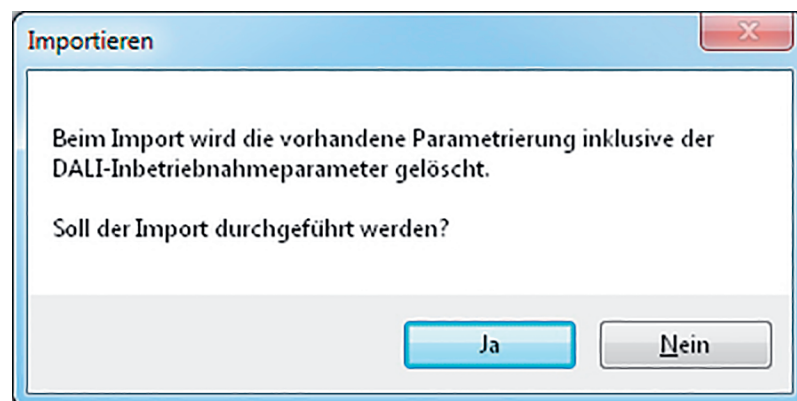 Importieren
Beim Import wird die vorhandene Parametrierung inklusive der
DALI-Inbetriebnahmeparameter gelöscht.
Soll der Import durchgeführt werden?
Ja
Nein